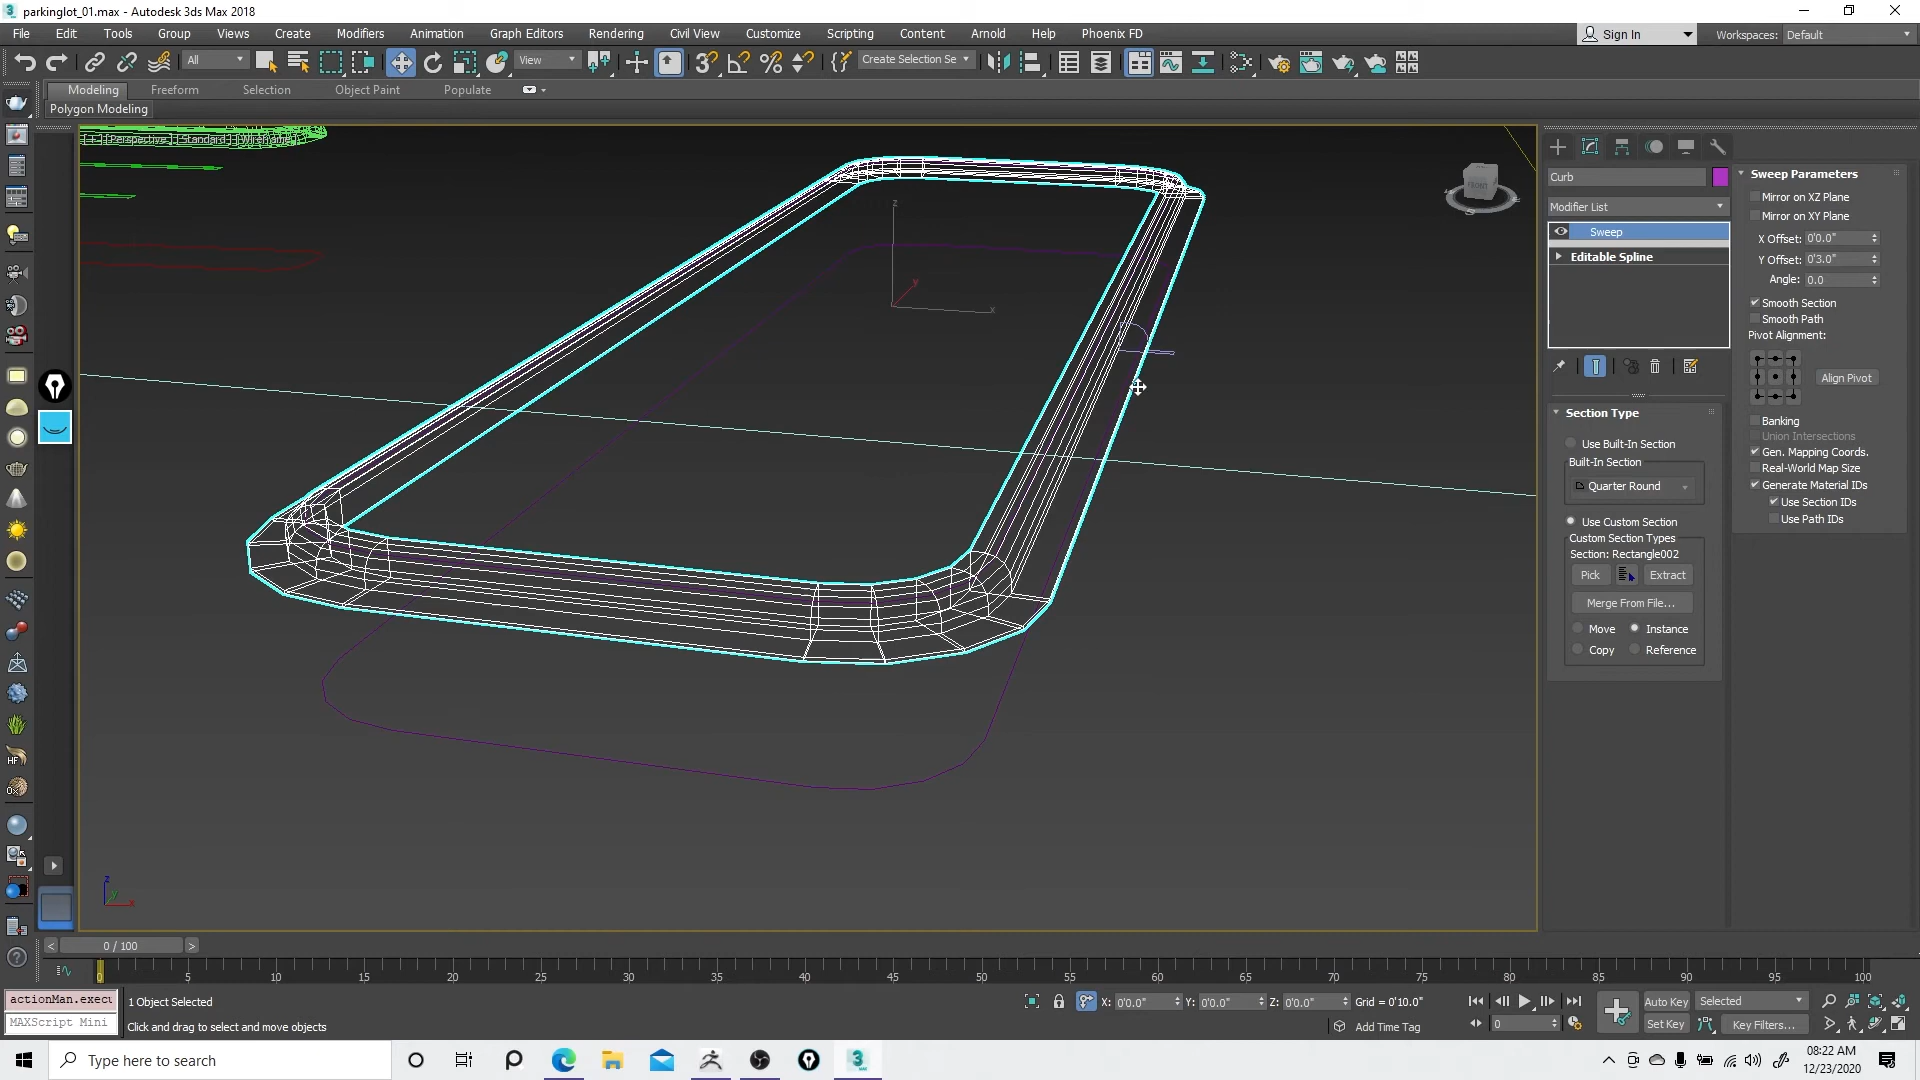 parkinglot_01.max - Autodesk 3ds Max 2018
File Edit Tools Group Views Create Modifiers Animation Graph Editors Rendering Civil View Customize Scripting Content Arnold Help Phoenix FD
Sign In
Workspaces: Default
All
View
Create Selection Se
Modeling Freeform Selection Object Paint Populate
Polygon Modeling
[ + ] [ Perspective ] [ Standard ] [ Wireframe ]
z
y
x
FRONT
Curb
Modifier List
Sweep
Editable Spline
Section Type
Use Built-In Section
Built-In Section
Quarter Round
Use Custom Section
Custom Section Types
Section: Rectangle002
Pick Extract
Merge From File...
Move Instance
Copy Reference
Sweep Parameters
Mirror on XZ Plane
Mirror on XY Plane
X Offset: 0'0.0"
Y Offset: 0'3.0"
Angle: 0.0
Smooth Section
Smooth Path
Pivot Alignment:
Align Pivot
Banking
Union Intersections
Gen. Mapping Coords.
Real-World Map Size
Generate Material IDs
Use Section IDs
Use Path IDs
HF
z
y
x
< 0 / 100 >
0 5 10 15 20 25 30 35 40 45 50 55 60 65 70 75 80 85 90 95 100
actionMan.execu
MAXScript Mini
1 Object Selected
Click and drag to select and move objects
X: 0'0.0" Y: 0'0.0" Z: 0'0.0" Grid = 0'10.0"
Add Time Tag
0
Auto Key Selected
Set Key Key Filters...
Type here to search
08:22 AM
12/23/2020